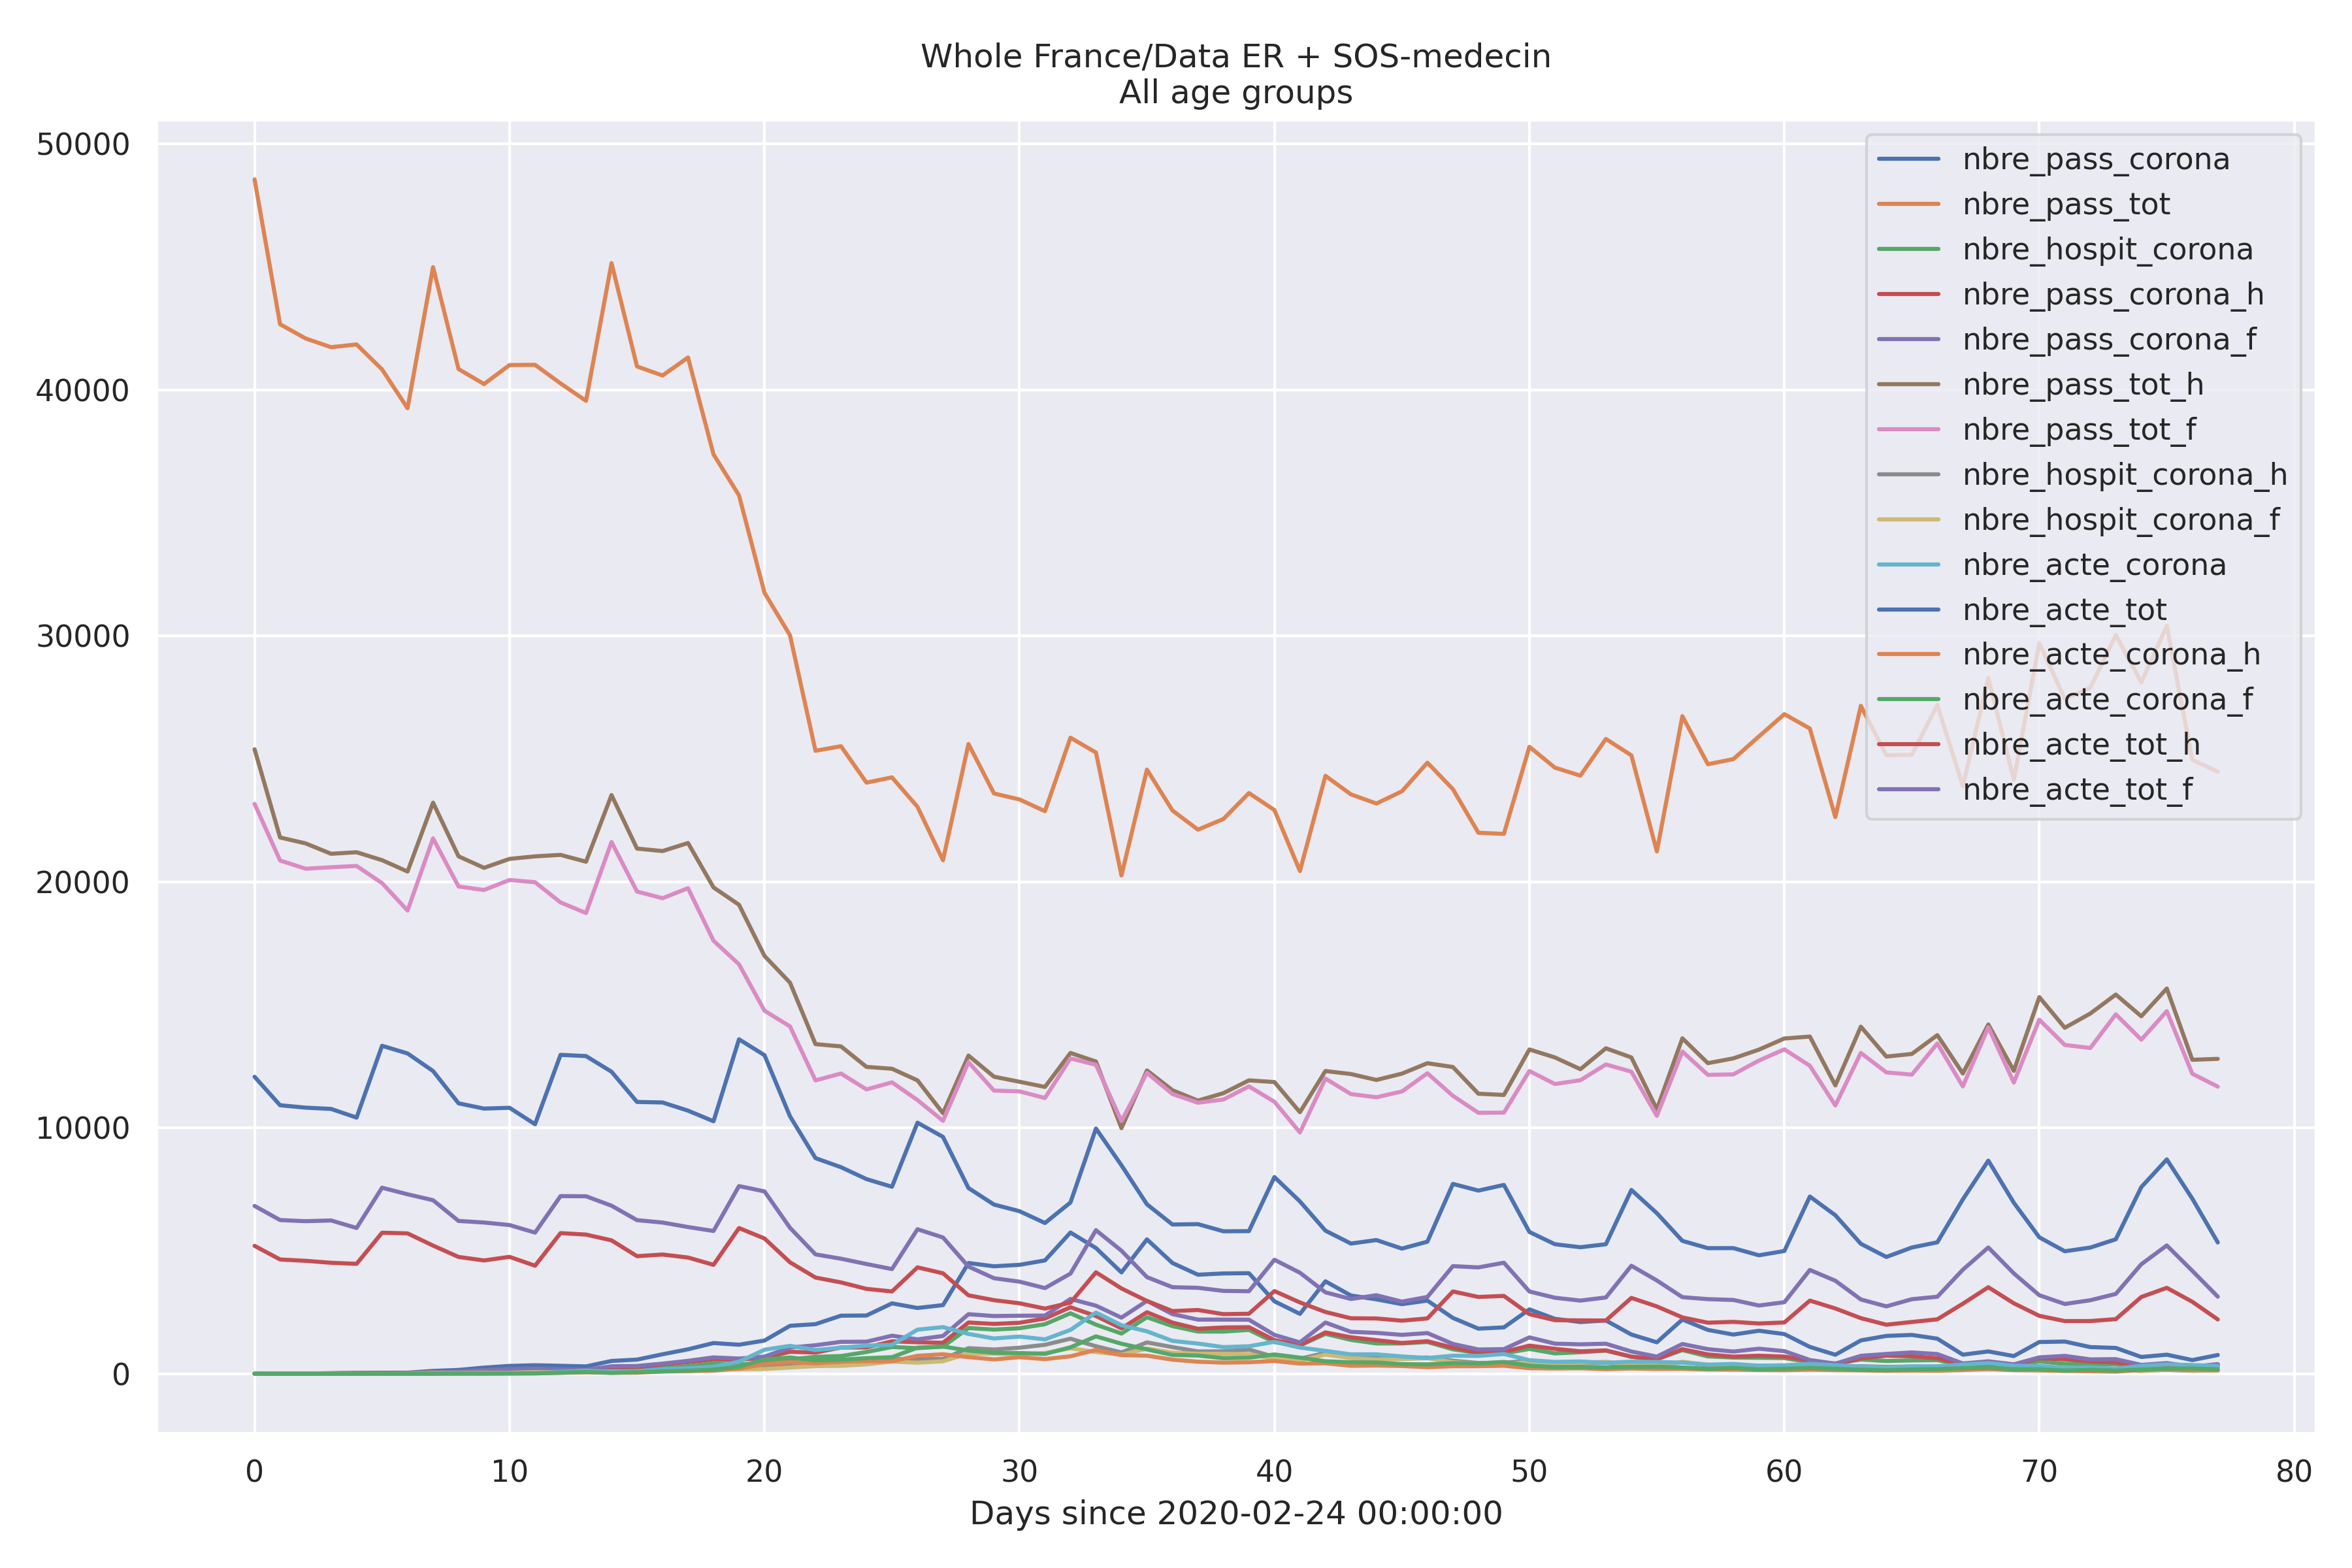 Whole France/Data ER + SOS-medecin
All age groups
50000
40000
30000
20000
10000
0
nbre_pass_corona
nbre_pass_tot
nbre_hospit_corona
nbre_pass_corona_h
nbre_pass_corona_f
nbre_pass_tot_h
nbre_pass_tot_f
nbre_hospit_corona_h
nbre_hospit_corona_f
nbre_acte_corona
nbre_acte_tot
nbre_acte_corona_h
nbre_acte_corona_f
nbre_acte_tot_h
nbre_acte_tot_f
0 10 20 30 40 50 60 70 80
Days since 2020-02-24 00:00:00